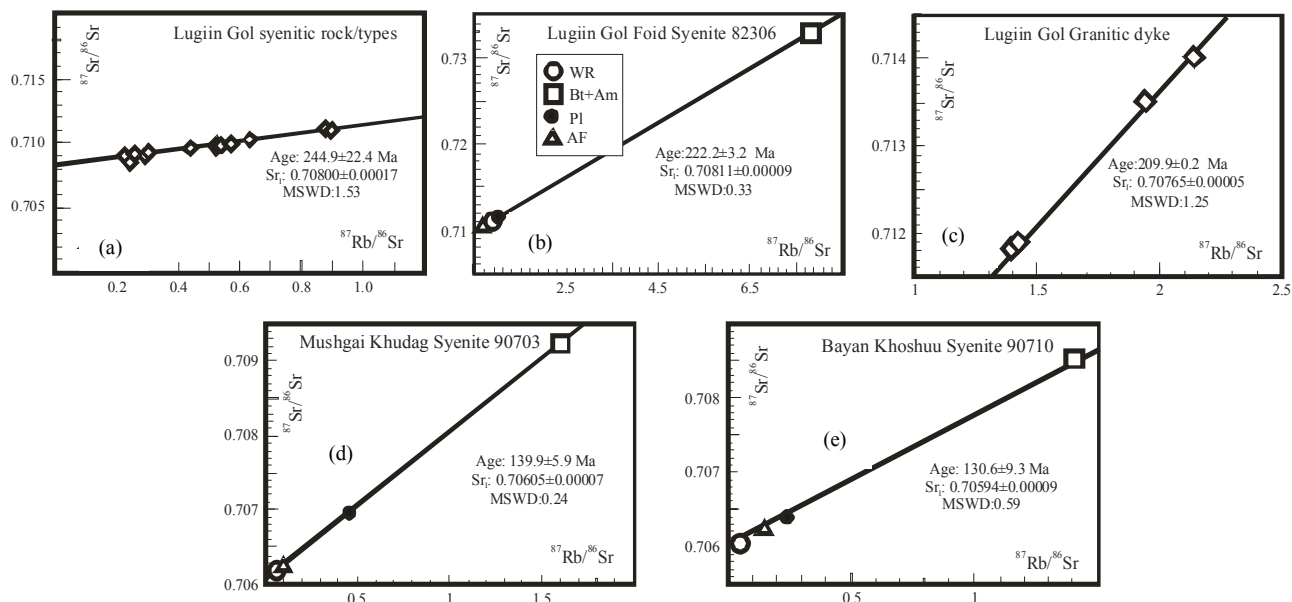 Lugiin Gol syenitic rock/types
⁸⁷Sr/⁸⁶Sr
0.715
0.710
0.705
Age: 244.9±22.4 Ma
Srᵢ: 0.70800±0.00017
MSWD:1.53
(a)
⁸⁷Rb/⁸⁶Sr
0.2
0.4
0.6
0.8
1.0
Lugiin Gol Foid Syenite 82306
⁸⁷Sr/⁸⁶Sr
0.73
0.72
0.71
WR
Bt+Am
Pl
AF
Age:222.2±3.2 Ma
Srᵢ: 0.70811±0.00009
MSWD:0.33
(b)
⁸⁷Rb/⁸⁶Sr
2.5
4.5
6.5
Lugiin Gol Granitic dyke
⁸⁷Sr/⁸⁶Sr
0.714
0.713
0.712
Age:209.9±0.2 Ma
Srᵢ: 0.70765±0.00005
MSWD:1.25
(c)
⁸⁷Rb/⁸⁶Sr
1
1.5
2
2.5
Mushgai Khudag Syenite 90703
⁸⁷Sr/⁸⁶Sr
0.709
0.708
0.707
0.706
(d)
Age: 139.9±5.9 Ma
Srᵢ: 0.70605±0.00007
MSWD:0.24
⁸⁷Rb/⁸⁶Sr
0.5
1
1.5
Bayan Khoshuu Syenite 90710
⁸⁷Sr/⁸⁶Sr
0.708
0.707
0.706
(e)
Age: 130.6±9.3 Ma
Srᵢ: 0.70594±0.00009
MSWD:0.59
⁸⁷Rb/⁸⁶Sr
0.5
1